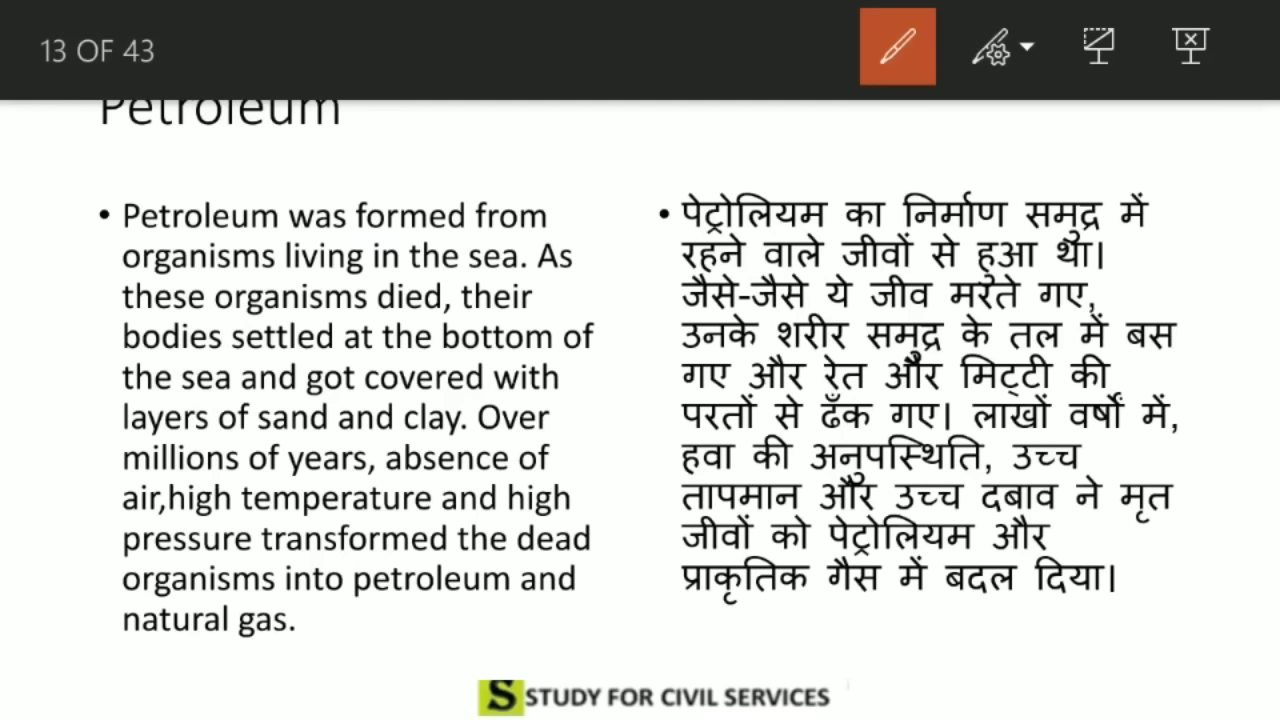 13 OF 43
Petroleum
• Petroleum was formed from
organisms living in the sea. As
these organisms died, their
bodies settled at the bottom of
the sea and got covered with
layers of sand and clay. Over
millions of years, absence of
air,high temperature and high
pressure transformed the dead
organisms into petroleum and
natural gas.
• पेट्रोलियम का निर्माण समुद्र में
रहने वाले जीवों से हुआ था।
जैसे-जैसे ये जीव मरते गए,
उनके शरीर समुद्र के तल में बस
गए और रेत और मिट्टी की
परतों से ढँक गए। लाखों वर्षों में,
हवा की अनुपस्थिति, उच्च
तापमान और उच्च दबाव ने मृत
जीवों को पेट्रोलियम और
प्राकृतिक गैस में बदल दिया।
S STUDY FOR CIVIL SERVICES